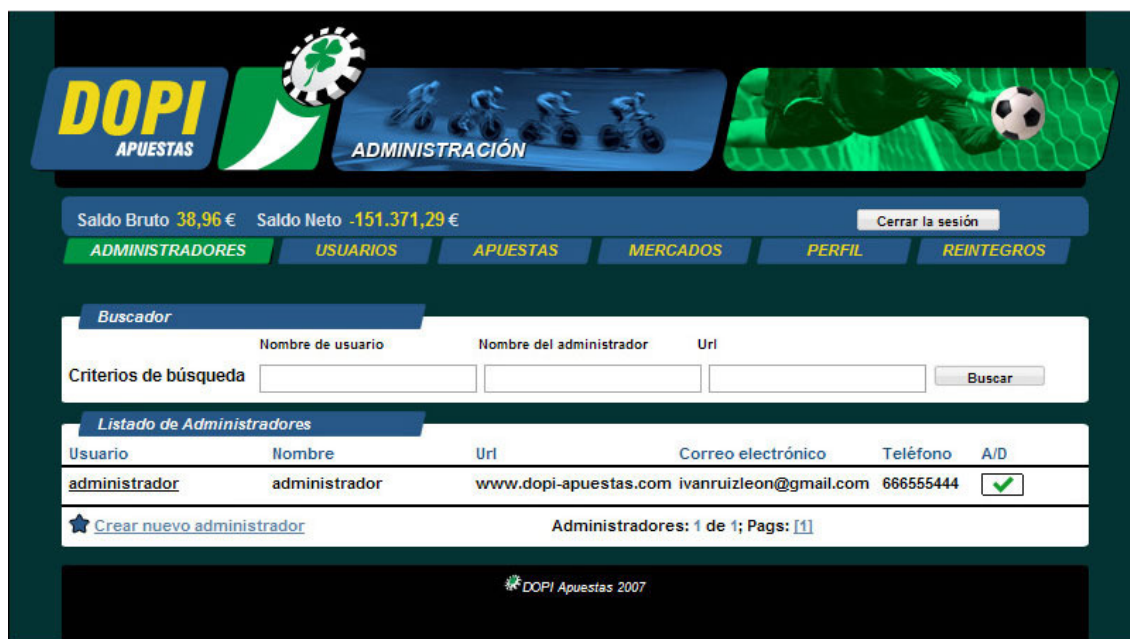 DOPI
APUESTAS
ADMINISTRACIÓN
Saldo Bruto 38,96 € Saldo Neto -151.371,29 € Cerrar la sesión
ADMINISTRADORES USUARIOS APUESTAS MERCADOS PERFIL REINTEGROS
Buscador
Nombre de usuario Nombre del administrador Url
Criterios de búsqueda Buscar
Listado de Administradores
Usuario Nombre Url Correo electrónico Teléfono A/D
administrador administrador www.dopi-apuestas.com ivanruizleon@gmail.com 666555444
Crear nuevo administrador Administradores: 1 de 1; Pags: [1]
DOPI Apuestas 2007